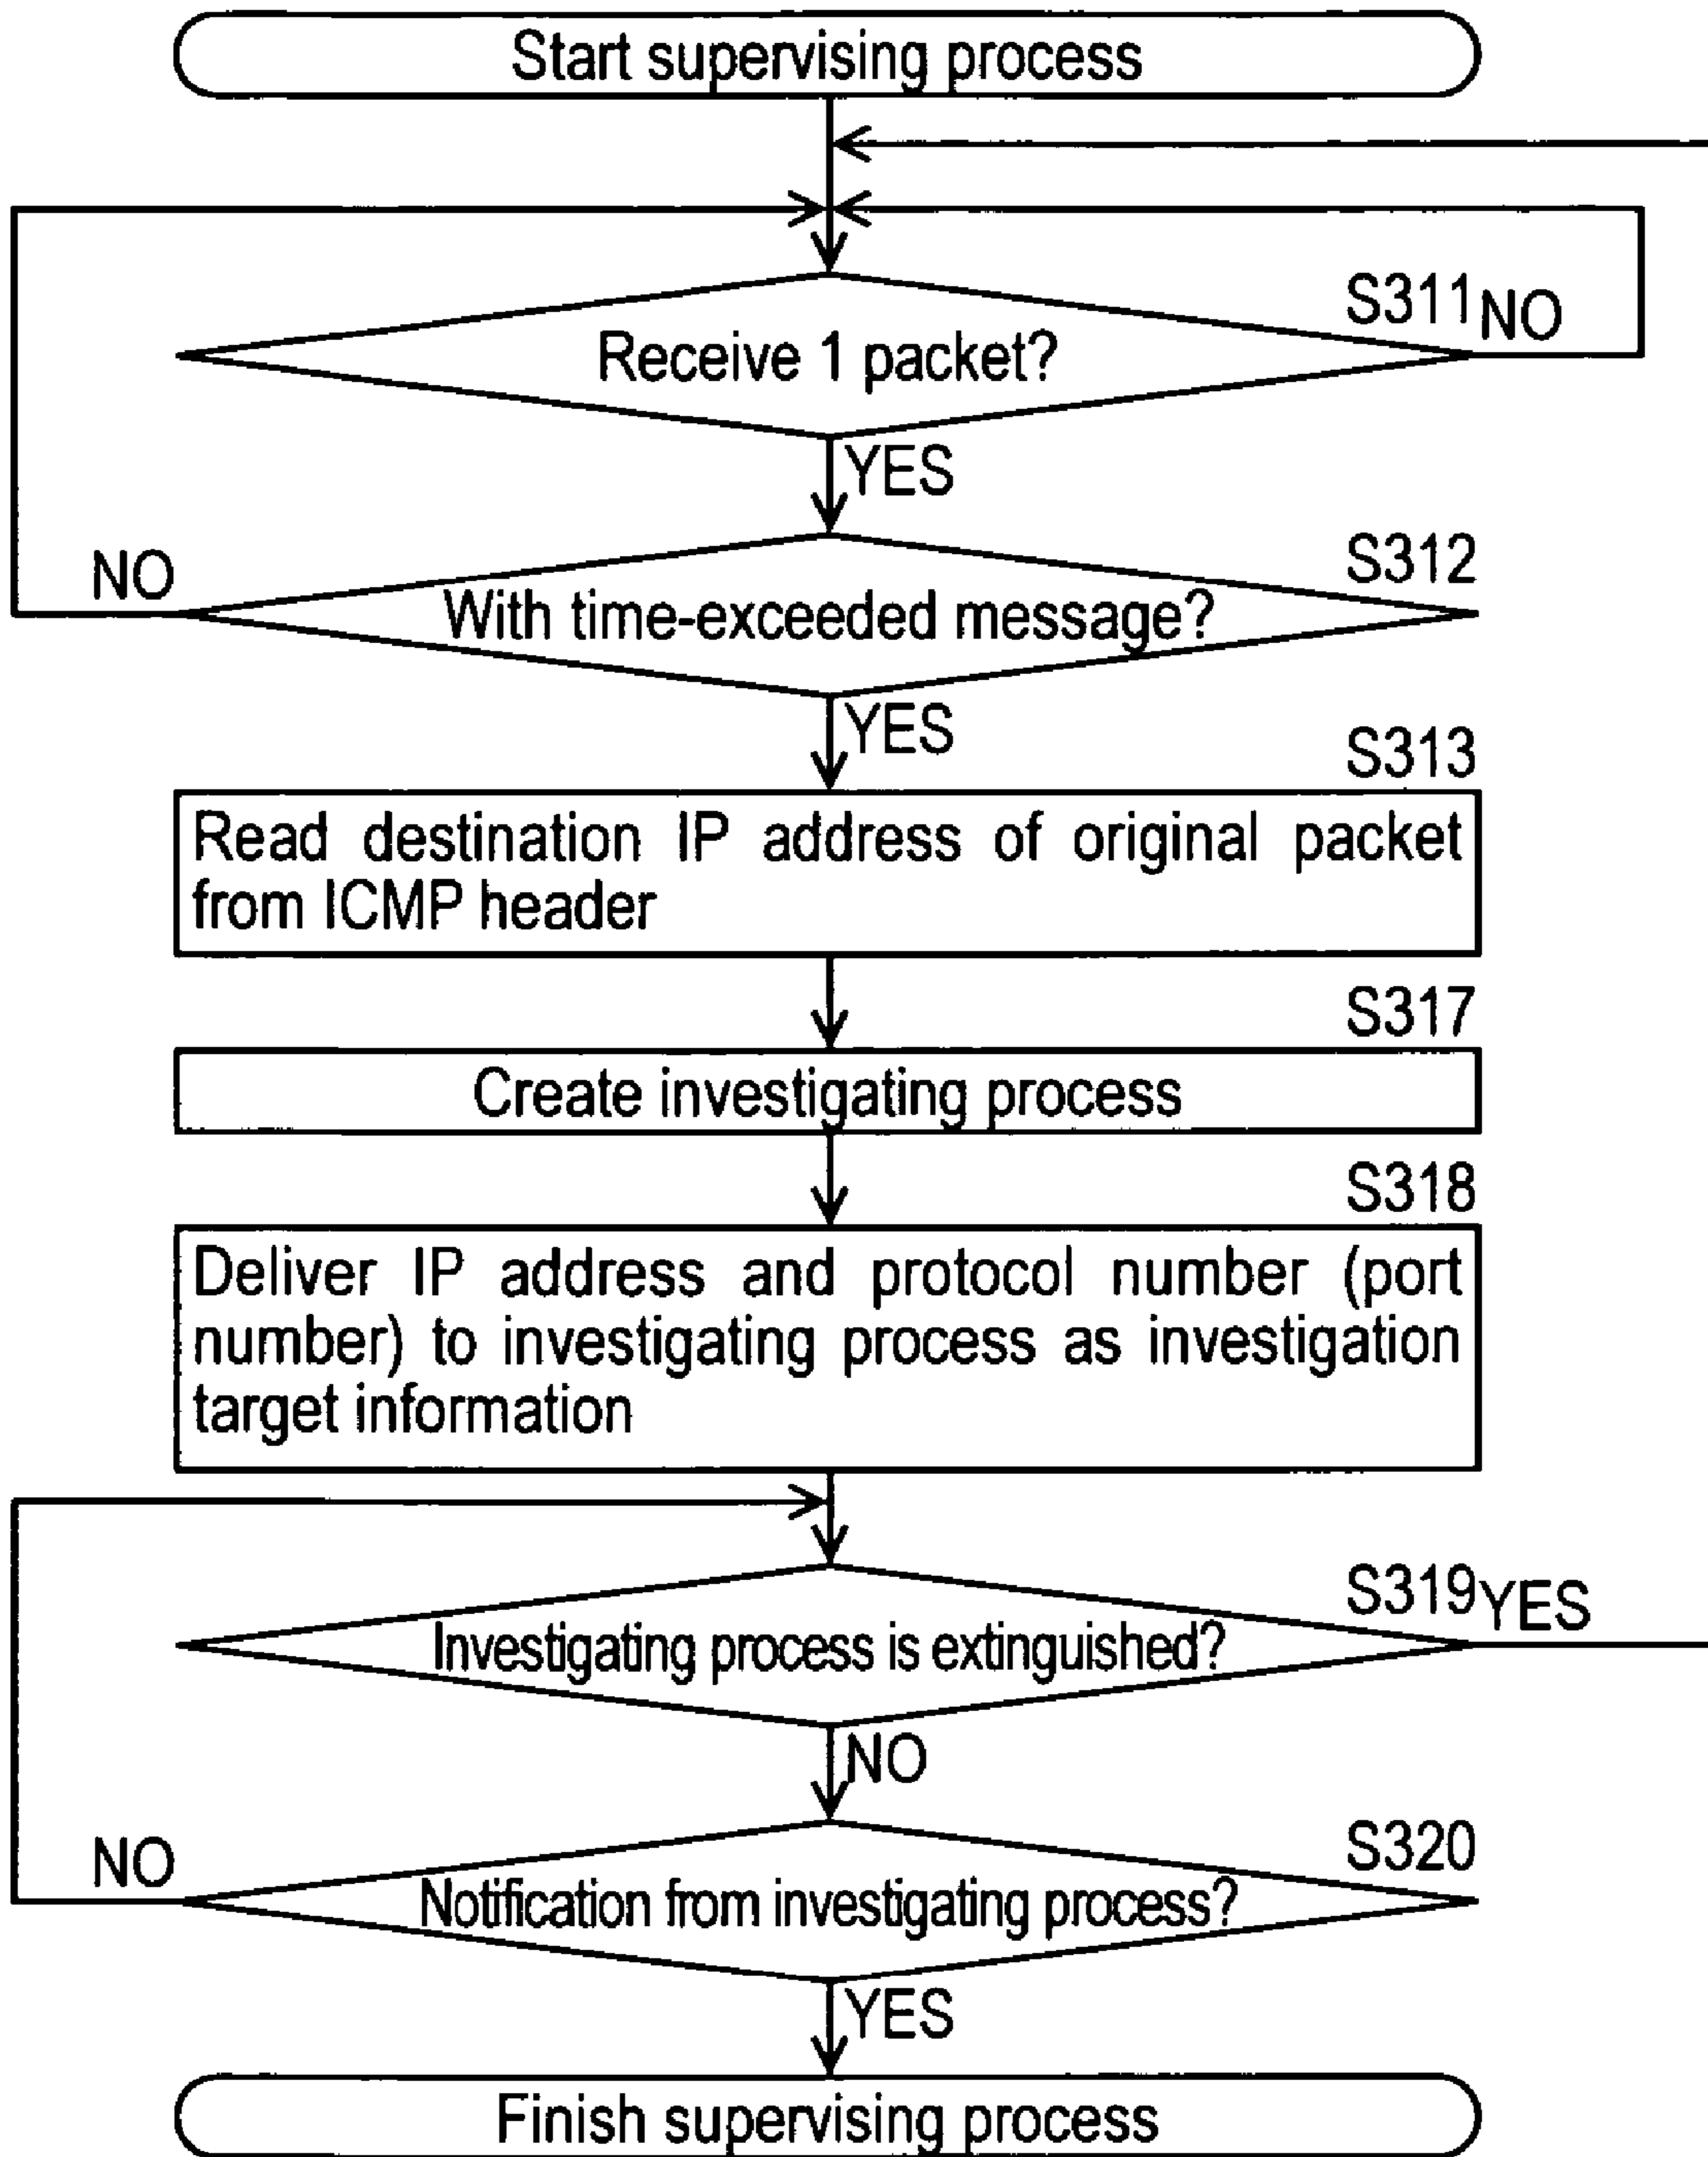 Start supervising process
S311
NO
Receive 1 packet?
YES
S312
NO
With time-exceeded message?
YES
S313
Read destination IP address of original packet
from ICMP header
S317
Create investigating process
S318
Deliver IP address and protocol number (port
number) to investigating process as investigation
target information
S319
YES
Investigating process is extinguished?
NO
S320
NO
Notification from investigating process?
YES
Finish supervising process